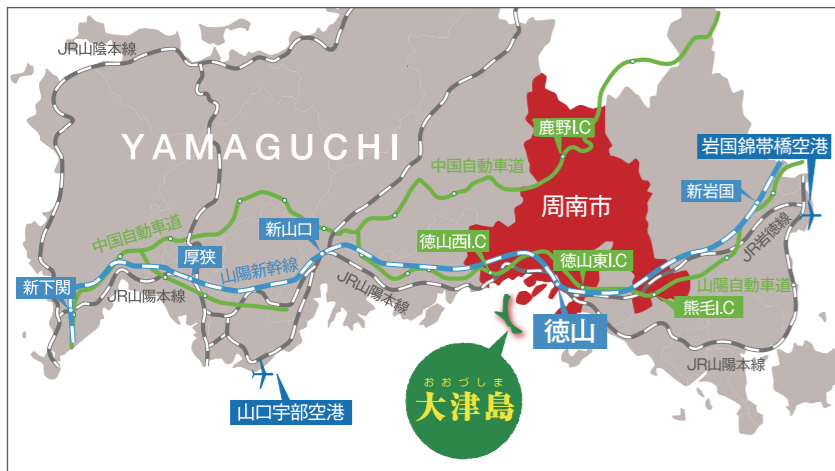 JR山陰本線
YAMAGUCHI
鹿野I.C
岩国錦帯橋空港
中国自動車道
新岩国
周南市
中国自動車道
新山口
徳山西I.C
JR岩徳線
厚狭
山陽新幹線
徳山東I.C
新下関
JR山陽本線
JR山陽本線
山陽自動車道
熊毛I.C
徳山
JR山陽本線
おおづしま
大津島
山口宇部空港